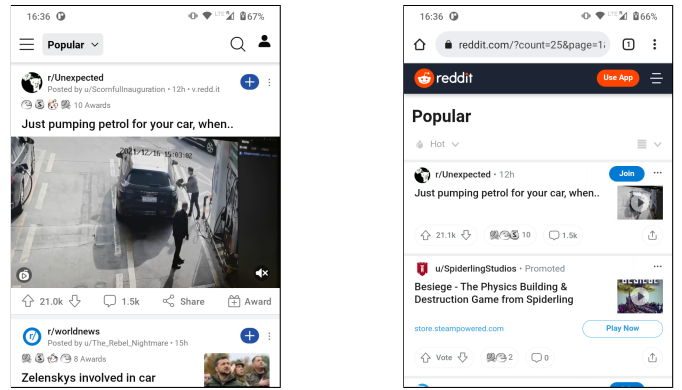 16:36
LTE
67%
Popular
r/Unexpected
Posted by u/ScornfulInauguration • 12h • v.redd.it
10 Awards
Just pumping petrol for your car, when..
2021/12/16 15:03:02
21.0k
1.5k
Share
Award
r/worldnews
Posted by u/The_Rebel_Nightmare • 15h
8 Awards
Zelenskys involved in car
16:36
LTE
66%
reddit.com/?count=25&page=1
1
reddit
Use App
Popular
Hot
r/Unexpected • 12h
Join
Just pumping petrol for your car, when..
21.1k
10
1.5k
u/SpiderlingStudios • Promoted
Besiege - The Physics Building &
Destruction Game from Spiderling
store.steampowered.com
Play Now
Vote
2
0